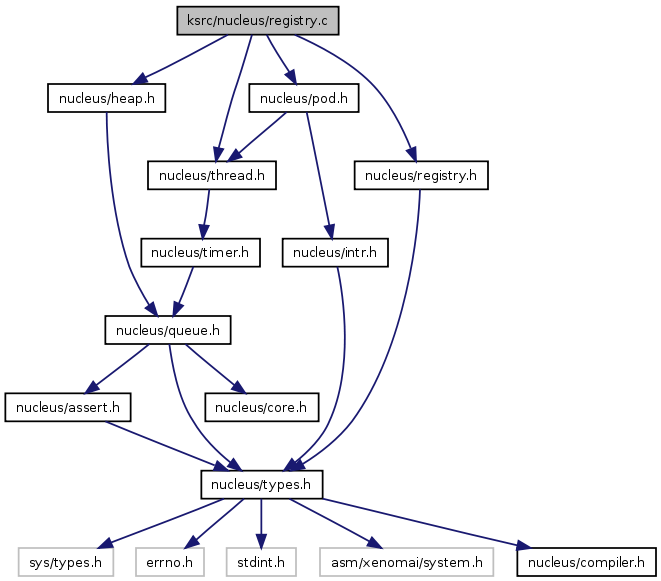 ksrc/nucleus/registry.c
nucleus/heap.h
nucleus/pod.h
nucleus/thread.h
nucleus/registry.h
nucleus/timer.h
nucleus/intr.h
nucleus/queue.h
nucleus/assert.h
nucleus/core.h
nucleus/types.h
sys/types.h
errno.h
stdint.h
asm/xenomai/system.h
nucleus/compiler.h